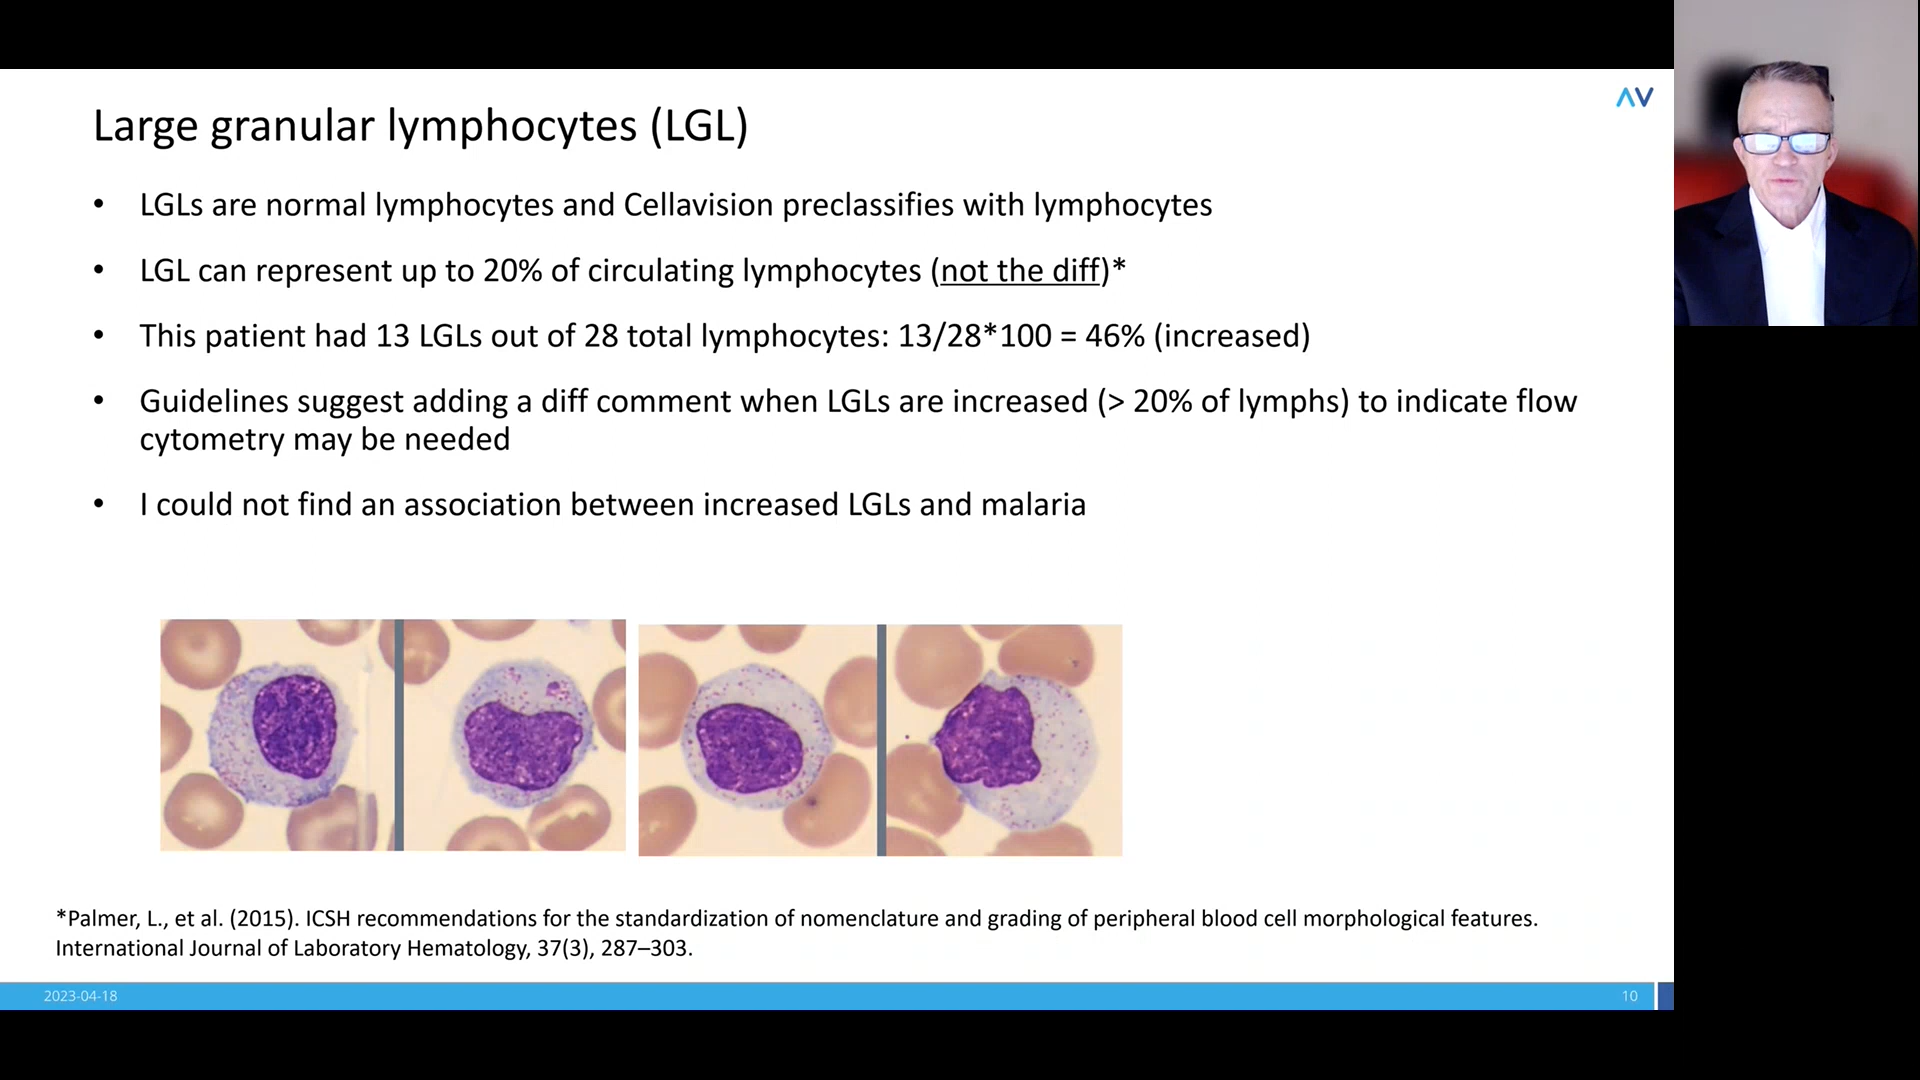 Large granular lymphocytes (LGL)
• LGLs are normal lymphocytes and Cellavision preclassifies with lymphocytes
• LGL can represent up to 20% of circulating lymphocytes (not the diff)*
• This patient had 13 LGLs out of 28 total lymphocytes: 13/28*100 = 46% (increased)
• Guidelines suggest adding a diff comment when LGLs are increased (> 20% of lymphs) to indicate flow
cytometry may be needed
• I could not find an association between increased LGLs and malaria
*Palmer, L., et al. (2015). ICSH recommendations for the standardization of nomenclature and grading of peripheral blood cell morphological features.
International Journal of Laboratory Hematology, 37(3), 287–303.
2023-04-18
10